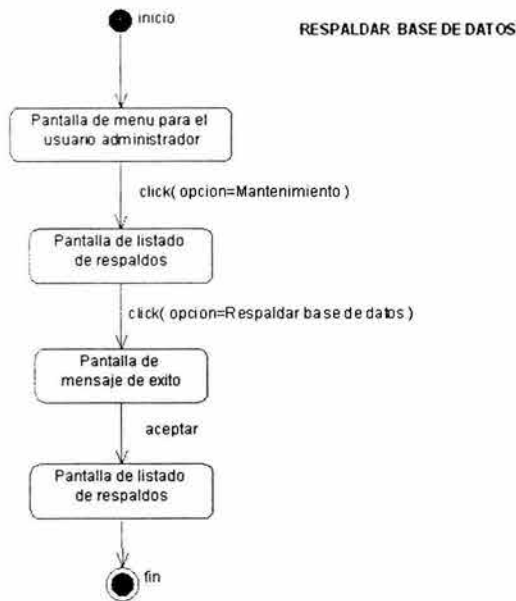 inicio
RESPALDAR BASE DE DATOS
Pantalla de menu para el
usuario administrador
click( opcion=Mantenimiento )
Pantalla de listado
de respaldos
click( opcion=Respaldar base de datos )
Pantalla de
mensaje de exito
aceptar
Pantalla de listado
de respaldos
fin